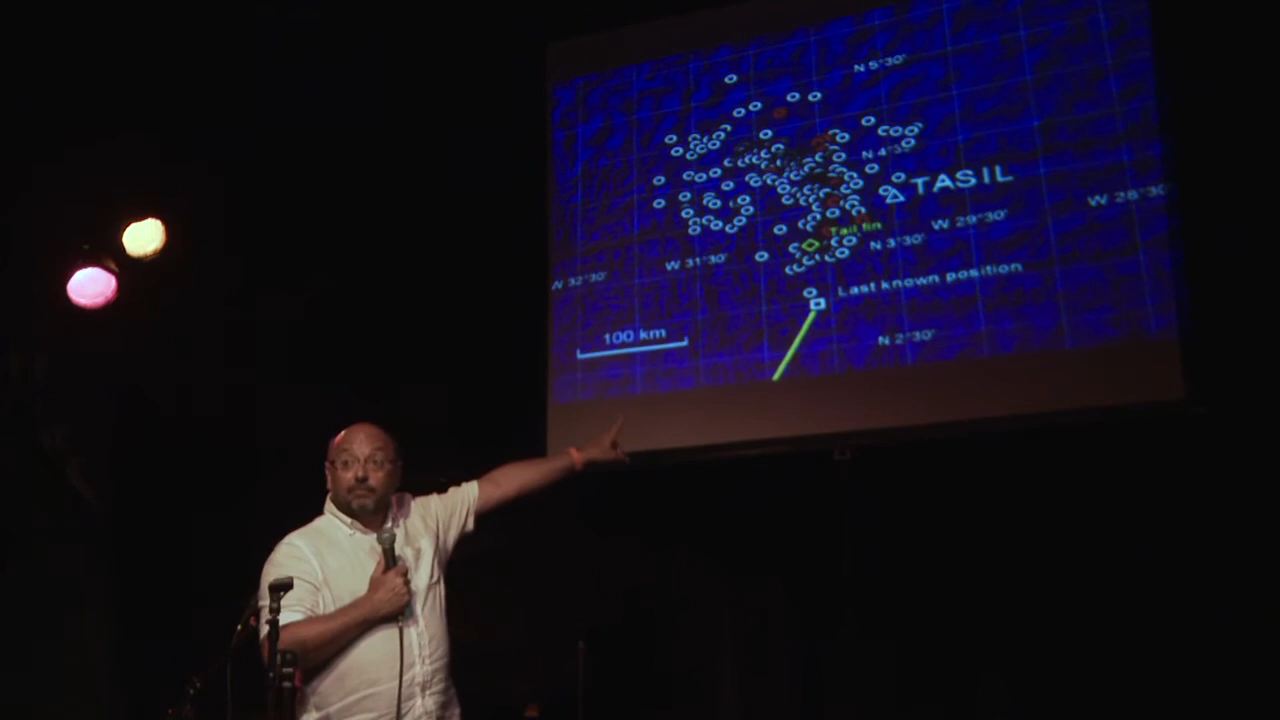 N 5°30'
N 4°30'
TASIL
W 28°30'
Tail fin
W 29°30'
N 3°30'
W 31°30'
W 32°30'
Last known position
100 km
N 2°30'